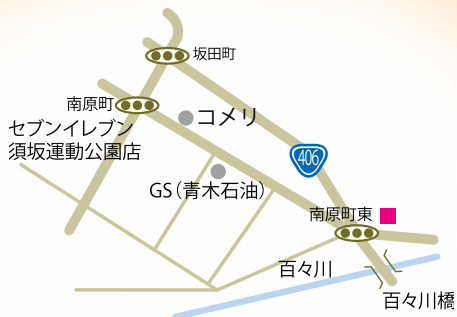 坂田町
南原町
コメリ
セブンイレブン
須坂運動公園店
406
GS（青木石油）
南原町東
百々川
百々川橋